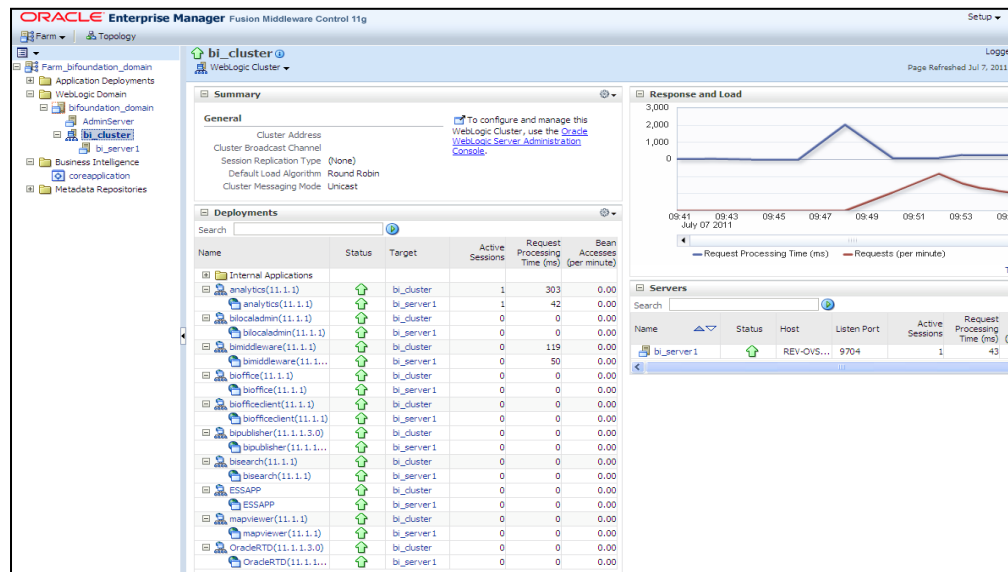 ORACLE Enterprise Manager Fusion Middleware Control 11g
Setup
Farm Topology
Farm_bifoundation_domain
Application Deployments
WebLogic Domain
bifoundation_domain
AdminServer
bi_cluster
bi_server1
Business Intelligence
coreapplication
Metadata Repositories
bi_cluster
WebLogic Cluster
Logge
Page Refreshed Jul 7, 2011
Summary
General
Cluster Address
Cluster Broadcast Channel
Session Replication Type (None)
Default Load Algorithm Round Robin
Cluster Messaging Mode Unicast
To configure and manage this
WebLogic Cluster, use the Oracle
WebLogic Server Administration
Console.
Deployments
Search
Name Status Target Active Sessions Request Processing Time (ms) Bean Accesses (per minute)
Internal Applications
analytics(11.1.1) bi_cluster 1 303 0.00
analytics(11.1.1) bi_server1 1 42 0.00
bilocaladmin(11.1.1) bi_cluster 0 0 0.00
bilocaladmin(11.1.1) bi_server1 0 0 0.00
bimiddleware(11.1.1) bi_cluster 0 119 0.00
bimiddleware(11.1.... bi_server1 0 50 0.00
bioffice(11.1.1) bi_cluster 0 0 0.00
bioffice(11.1.1) bi_server1 0 0 0.00
biofficeclient(11.1.1) bi_cluster 0 0 0.00
biofficeclient(11.1.1) bi_server1 0 0 0.00
bipublisher(11.1.1.3.0) bi_cluster 0 0 0.00
bipublisher(11.1.1... bi_server1 0 0 0.00
bisearch(11.1.1) bi_cluster 0 0 0.00
bisearch(11.1.1) bi_server1 0 0 0.00
ESSAPP bi_cluster 0 0 0.00
ESSAPP bi_server1 0 0 0.00
mapviewer(11.1.1) bi_cluster 0 0 0.00
mapviewer(11.1.1) bi_server1 0 0 0.00
OracleRTD(11.1.1.3.0) bi_cluster 0 0 0.00
OracleRTD(11.1.1... bi_server1 0 0 0.00
Response and Load
3,000
2,000
1,000
0
09:41 09:43 09:45 09:47 09:49 09:51 09:53 09:
July 07 2011
Request Processing Time (ms) Requests (per minute)
Servers
Search
Name Status Host Listen Port Active Sessions Request Processing Time (ms)
bi_server1 REV-OVS... 9704 1 43